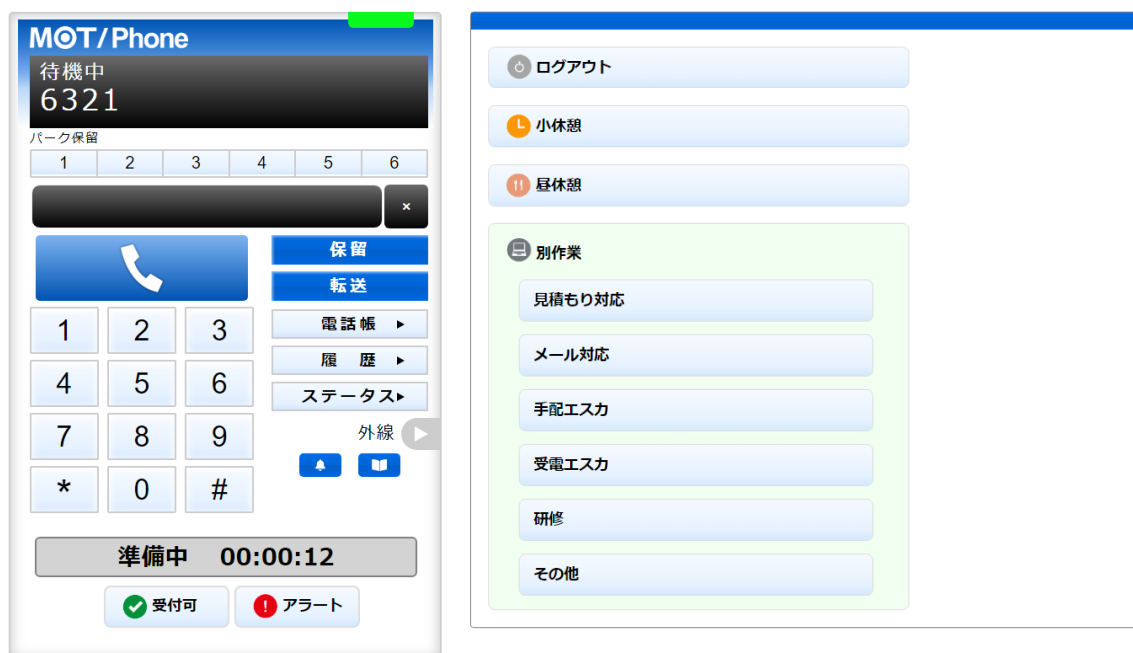 MOT/Phone
待機中
6321
パーク保留
1 2 3 4 5 6
×
保留
転送
電話帳
履 歴
ステータス
外線
1 2 3
4 5 6
7 8 9
* 0 #
準備中 00:00:12
受付可 アラート
ログアウト
小休憩
昼休憩
別作業
見積もり対応
メール対応
手配エスカ
受電エスカ
研修
その他